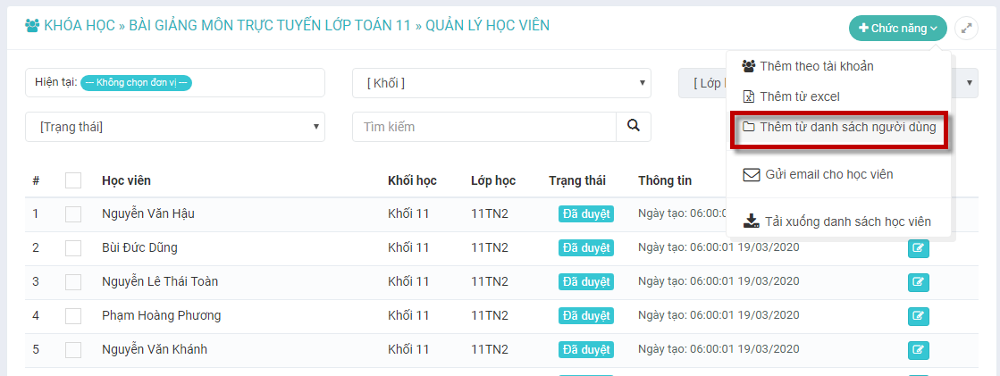 KHÓA HỌC » BÀI GIẢNG MÔN TRỰC TUYẾN LỚP TOÁN 11 » QUẢN LÝ HỌC VIÊN
Chức năng
Thêm theo tài khoản
Thêm từ excel
Thêm từ danh sách người dùng
Gửi email cho học viên
Tải xuống danh sách học viên
Hiện tại: — Không chọn đơn vị —
[ Khối ]
[ Lớp
[Trạng thái]
Tìm kiếm
# Học viên Khối học Lớp học Trạng thái Thông tin
1 Nguyễn Văn Hậu Khối 11 11TN2 Đã duyệt Ngày tạo: 06:00:0
2 Bùi Đức Dũng Khối 11 11TN2 Đã duyệt Ngày tạo: 06:00:01 19/03/2020
3 Nguyễn Lê Thái Toàn Khối 11 11TN2 Đã duyệt Ngày tạo: 06:00:01 19/03/2020
4 Phạm Hoàng Phương Khối 11 11TN2 Đã duyệt Ngày tạo: 06:00:01 19/03/2020
5 Nguyễn Văn Khánh Khối 11 11TN2 Đã duyệt Ngày tạo: 06:00:01 19/03/2020